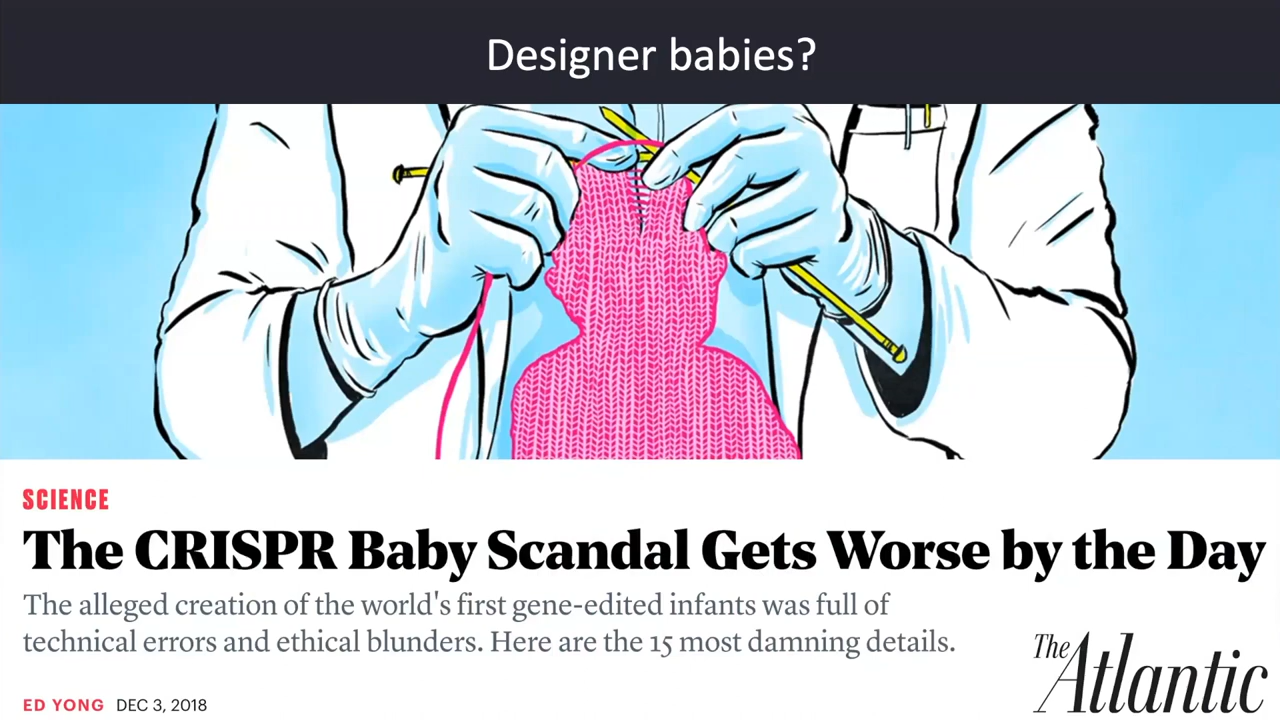 Designer babies?
SCIENCE
The CRISPR Baby Scandal Gets Worse by the Day
The alleged creation of the world's first gene-edited infants was full of
technical errors and ethical blunders. Here are the 15 most damning details.
The Atlantic
ED YONG DEC 3, 2018